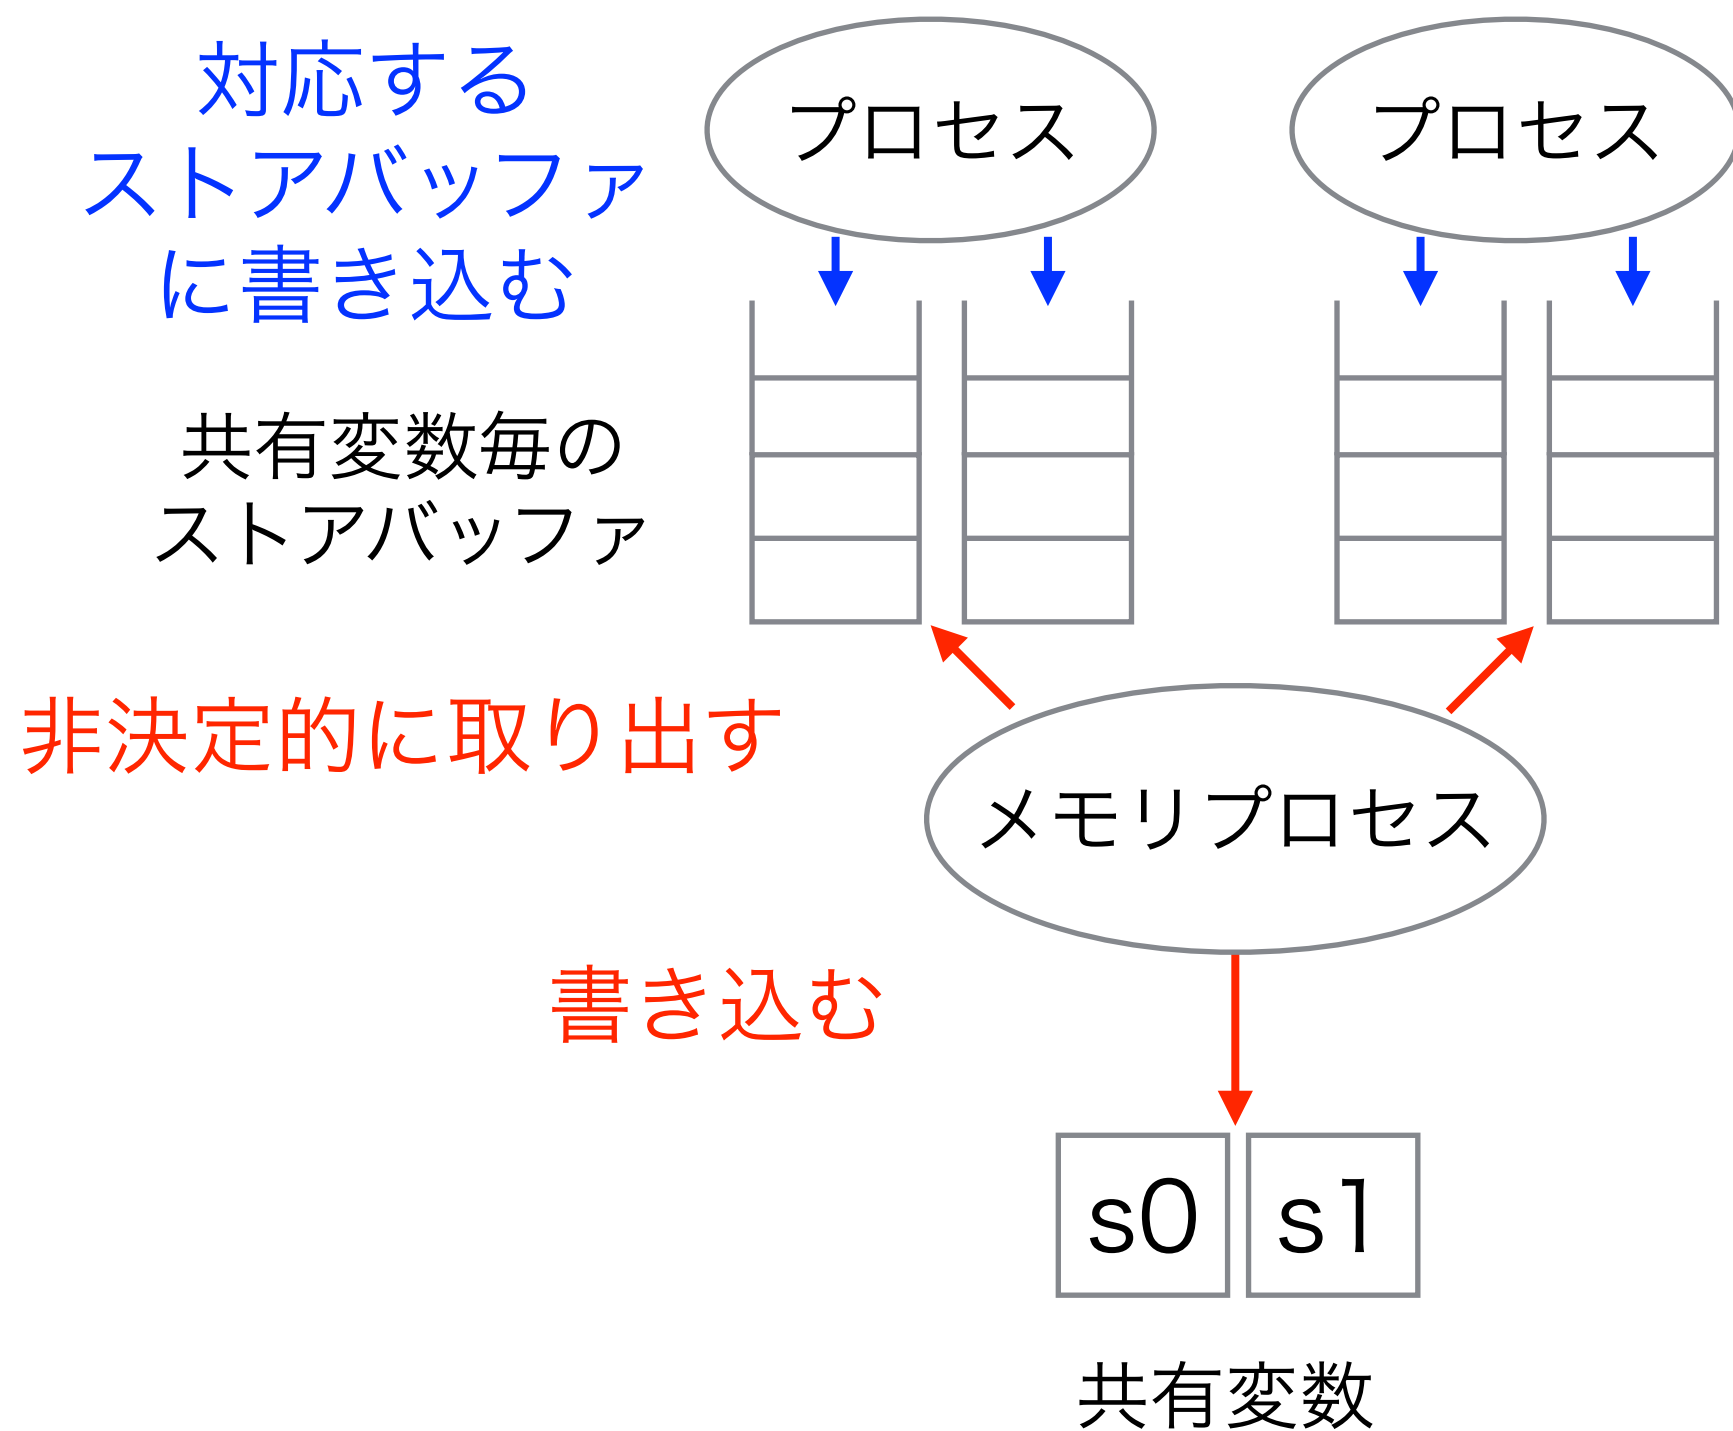 対応する
ストアバッファ
に書き込む
プロセス
プロセス
共有変数毎の
ストアバッファ
非決定的に取り出す
メモリプロセス
書き込む
s0
s1
共有変数